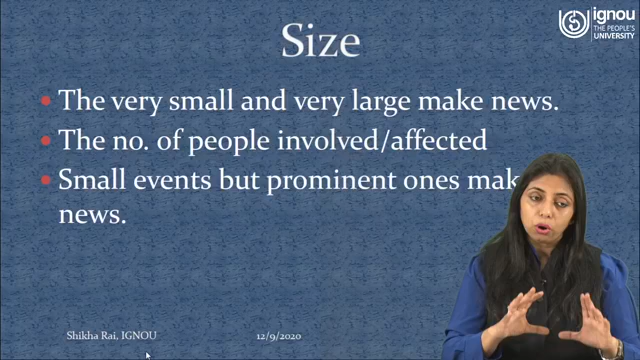 ignou
THE PEOPLE'S
UNIVERSITY
Size
The very small and very large make news.
The no. of people involved/affected
Small events but prominent ones mak
news.
Shikha Rai, IGNOU
12/9/2020